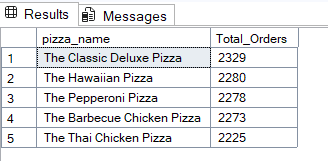 Results Messages
pizza_name Total_Orders
1 The Classic Deluxe Pizza 2329
2 The Hawaiian Pizza 2280
3 The Pepperoni Pizza 2278
4 The Barbecue Chicken Pizza 2273
5 The Thai Chicken Pizza 2225